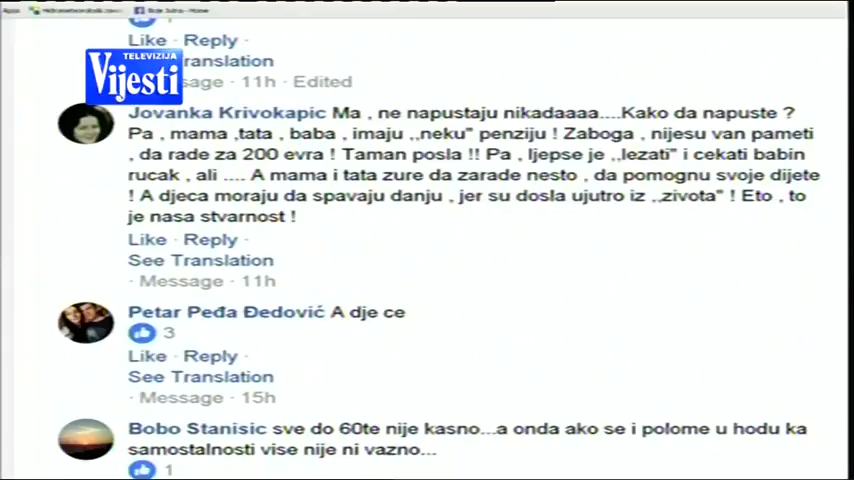 Boje Jutra - Home
1
Like · Reply ·
TELEVIZIJA
Vijesti
Translation
sage · 11h · Edited
Jovanka Krivokapic Ma , ne napustaju nikadaaaa....Kako da napuste ?
Pa , mama ,tata , baba , imaju ,,neku" penziju ! Zaboga , nijesu van pameti
, da rade za 200 evra ! Taman posla !! Pa , ljepse je ,,lezati" i cekati babin
rucak , ali .... A mama i tata zure da zarade nesto , da pomognu svoje dijete
! A djeca moraju da spavaju danju , jer su dosla ujutro iz ,,zivota" ! Eto , to
je nasa stvarnost !
Like · Reply ·
See Translation
· Message · 11h
Petar Peđa Đedović A dje ce
3
Like · Reply ·
See Translation
· Message · 15h
Bobo Stanisic sve do 60te nije kasno...a onda ako se i polome u hodu ka
samostalnosti vise nije ni vazno...
1